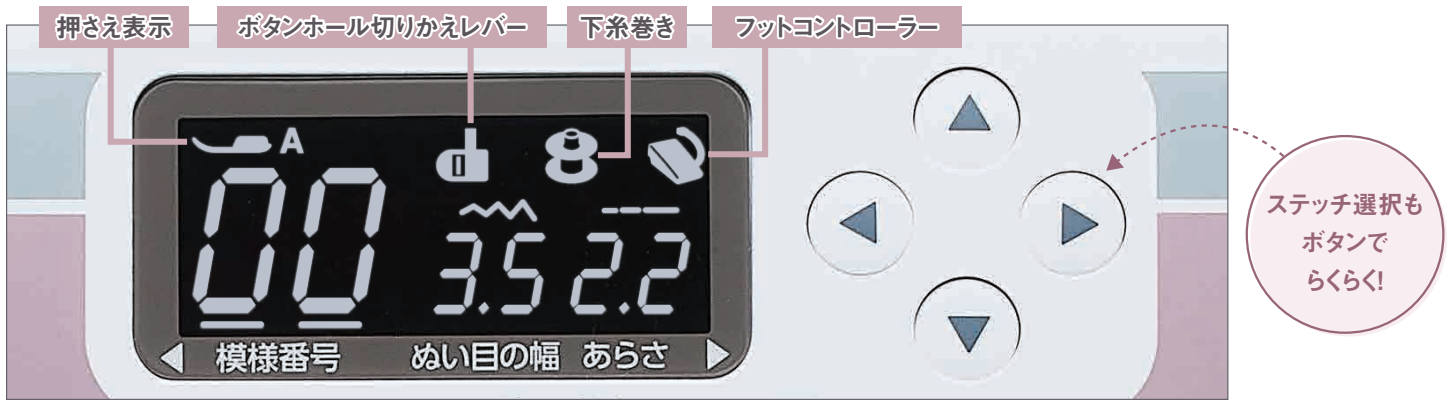 押さえ表示 ボタンホール切りかえレバー 下糸巻き フットコントローラー
A
00 3.5 2.2
模様番号 ぬい目の幅 あらさ
ステッチ選択も
ボタンで
らくらく!